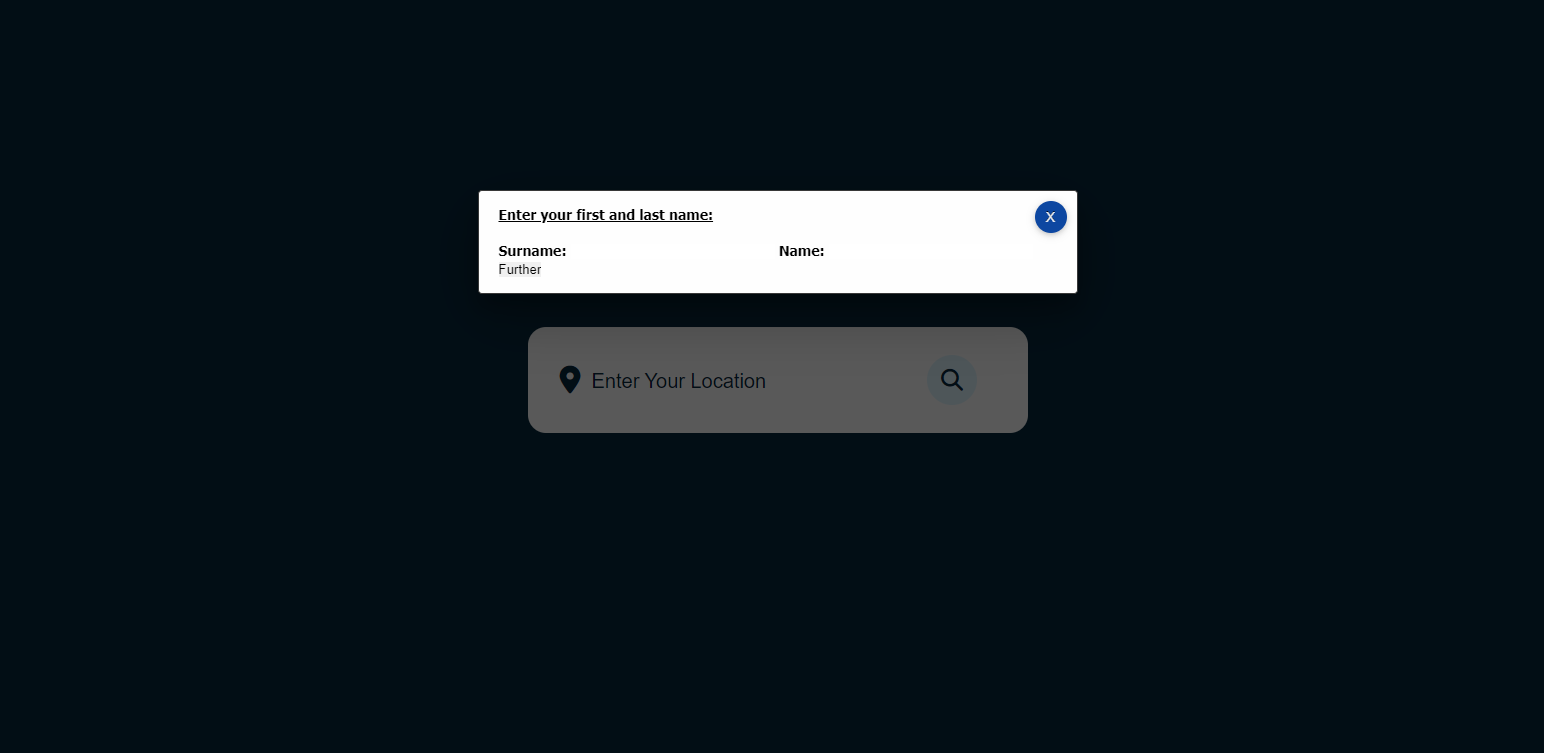 Enter your first and last name:
X
Surname:
Name:
Further
Enter Your Location